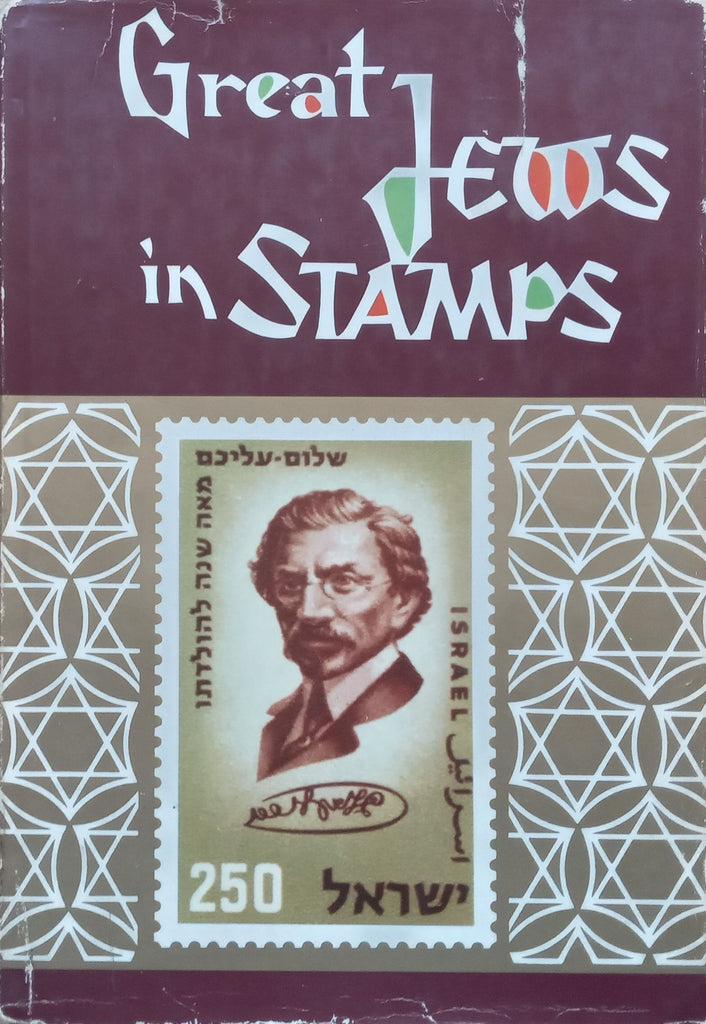 Great
Jews
in Stamps
שלום-עליכם
מאה שנה להולדתו
ISRAEL اسرائيل
250 ישראל